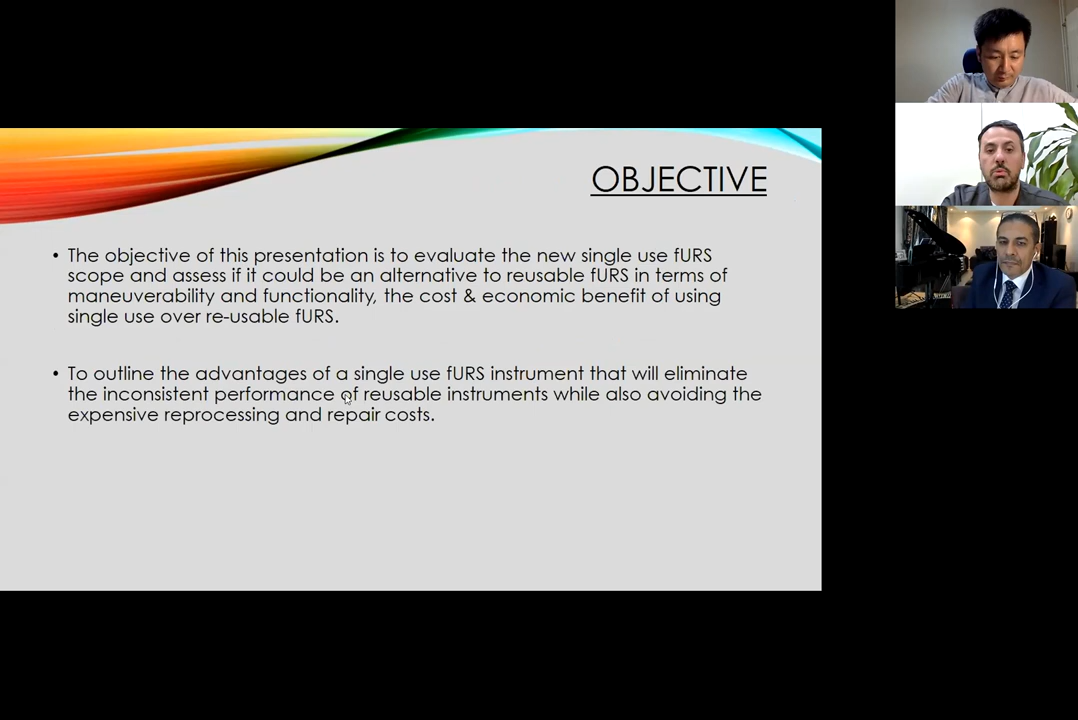 OBJECTIVE
• The objective of this presentation is to evaluate the new single use fURS
scope and assess if it could be an alternative to reusable fURS in terms of
maneuverability and functionality, the cost & economic benefit of using
single use over re-usable fURS.
• To outline the advantages of a single use fURS instrument that will eliminate
the inconsistent performance of reusable instruments while also avoiding the
expensive reprocessing and repair costs.